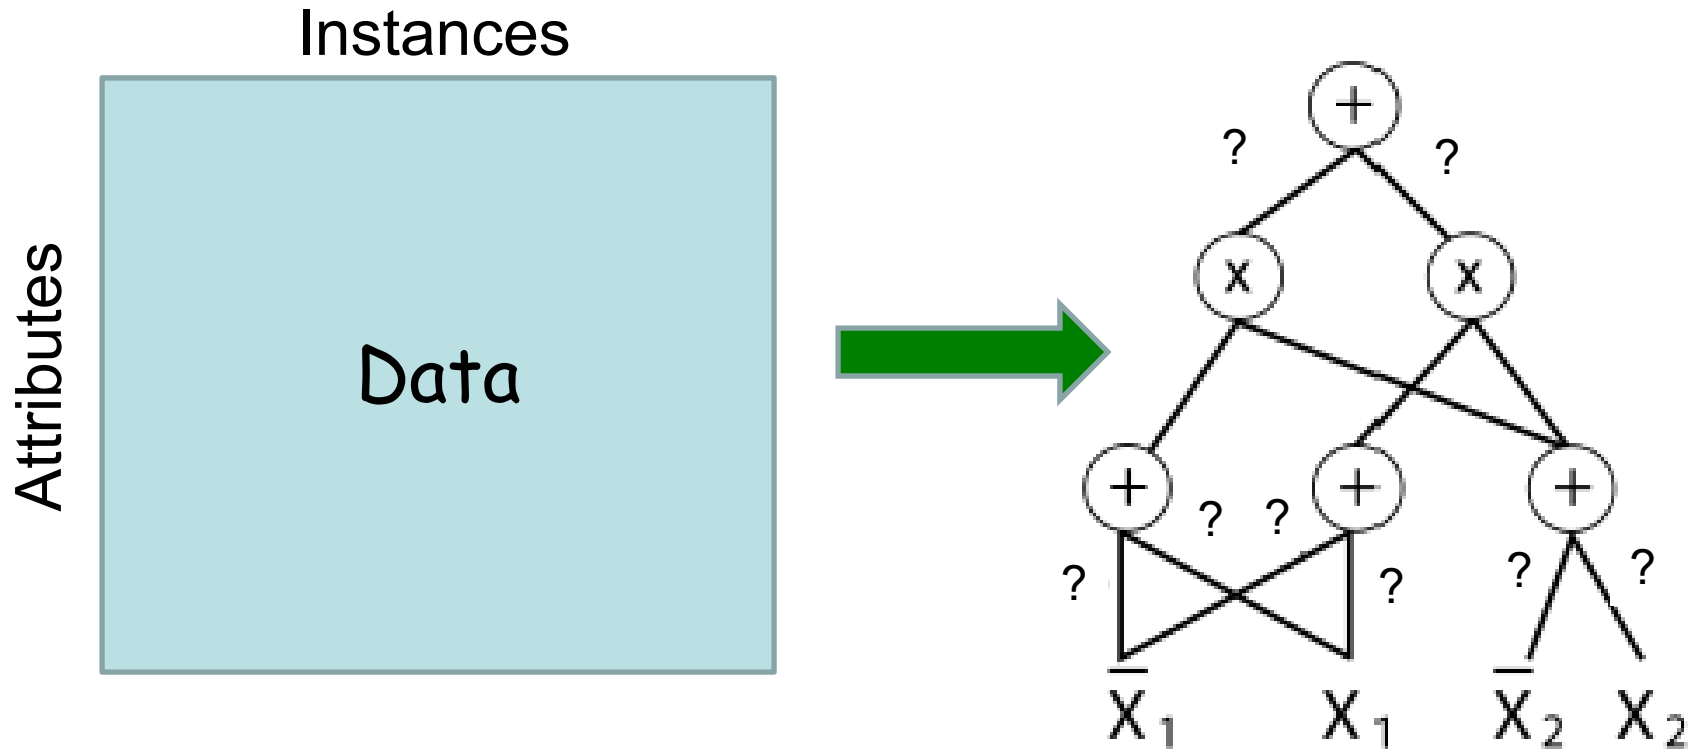 Instances
Attributes
Data
+
? ?
x x
+ + +
? ?
? ? ? ?
X̅₁ X₁ X̅₂ X₂